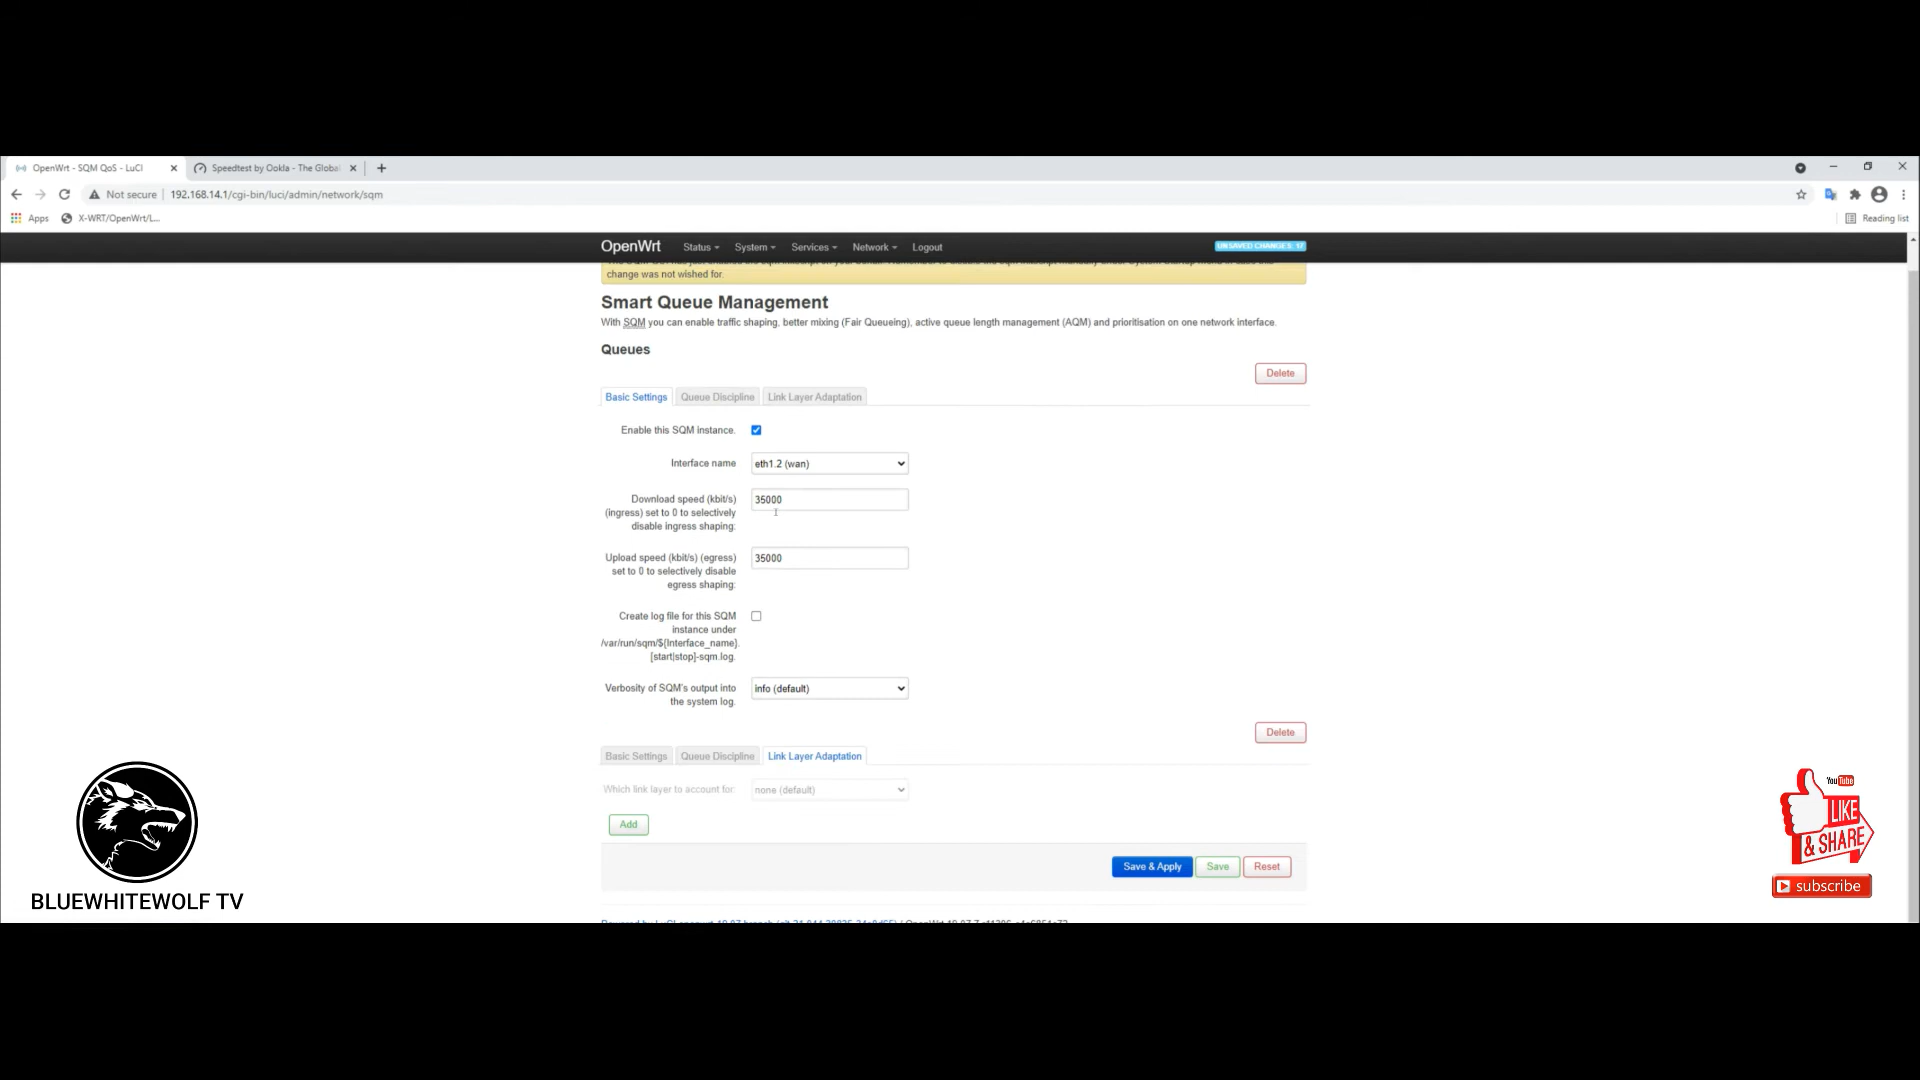 OpenWrt - SQM QoS - LuCI
Speedtest by Ookla - The Global
Not secure 192.168.14.1/cgi-bin/luci/admin/network/sqm
Apps X-WRT/OpenWrt/L... Reading list
OpenWrt Status System Services Network Logout UNSAVED CHANGES: 17
change was not wished for.
Smart Queue Management
With SQM you can enable traffic shaping, better mixing (Fair Queueing), active queue length management (AQM) and prioritisation on one network interface.
Queues
Delete
Basic Settings Queue Discipline Link Layer Adaptation
Enable this SQM instance.
Interface name eth1.2 (wan)
Download speed (kbit/s) 35000
(ingress) set to 0 to selectively
disable ingress shaping:
Upload speed (kbit/s) (egress) 35000
set to 0 to selectively disable
egress shaping:
Create log file for this SQM
instance under
/var/run/sqm/${Interface_name}.
[start|stop]-sqm.log.
Verbosity of SQM's output into info (default)
the system log.
Delete
Basic Settings Queue Discipline Link Layer Adaptation
Which link layer to account for: none (default)
Add
Save & Apply Save Reset
BLUEWHITEWOLF TV
YouTube
LIKE
& SHARE
subscribe